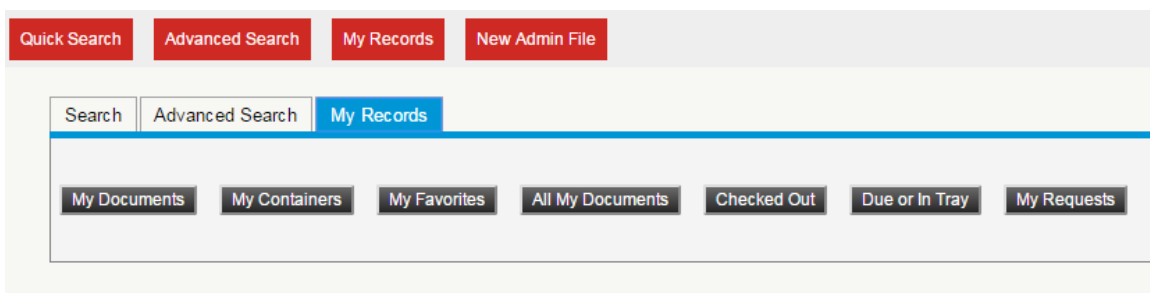 Quick Search Advanced Search My Records New Admin File
Search Advanced Search My Records
My Documents My Containers My Favorites All My Documents Checked Out Due or In Tray My Requests